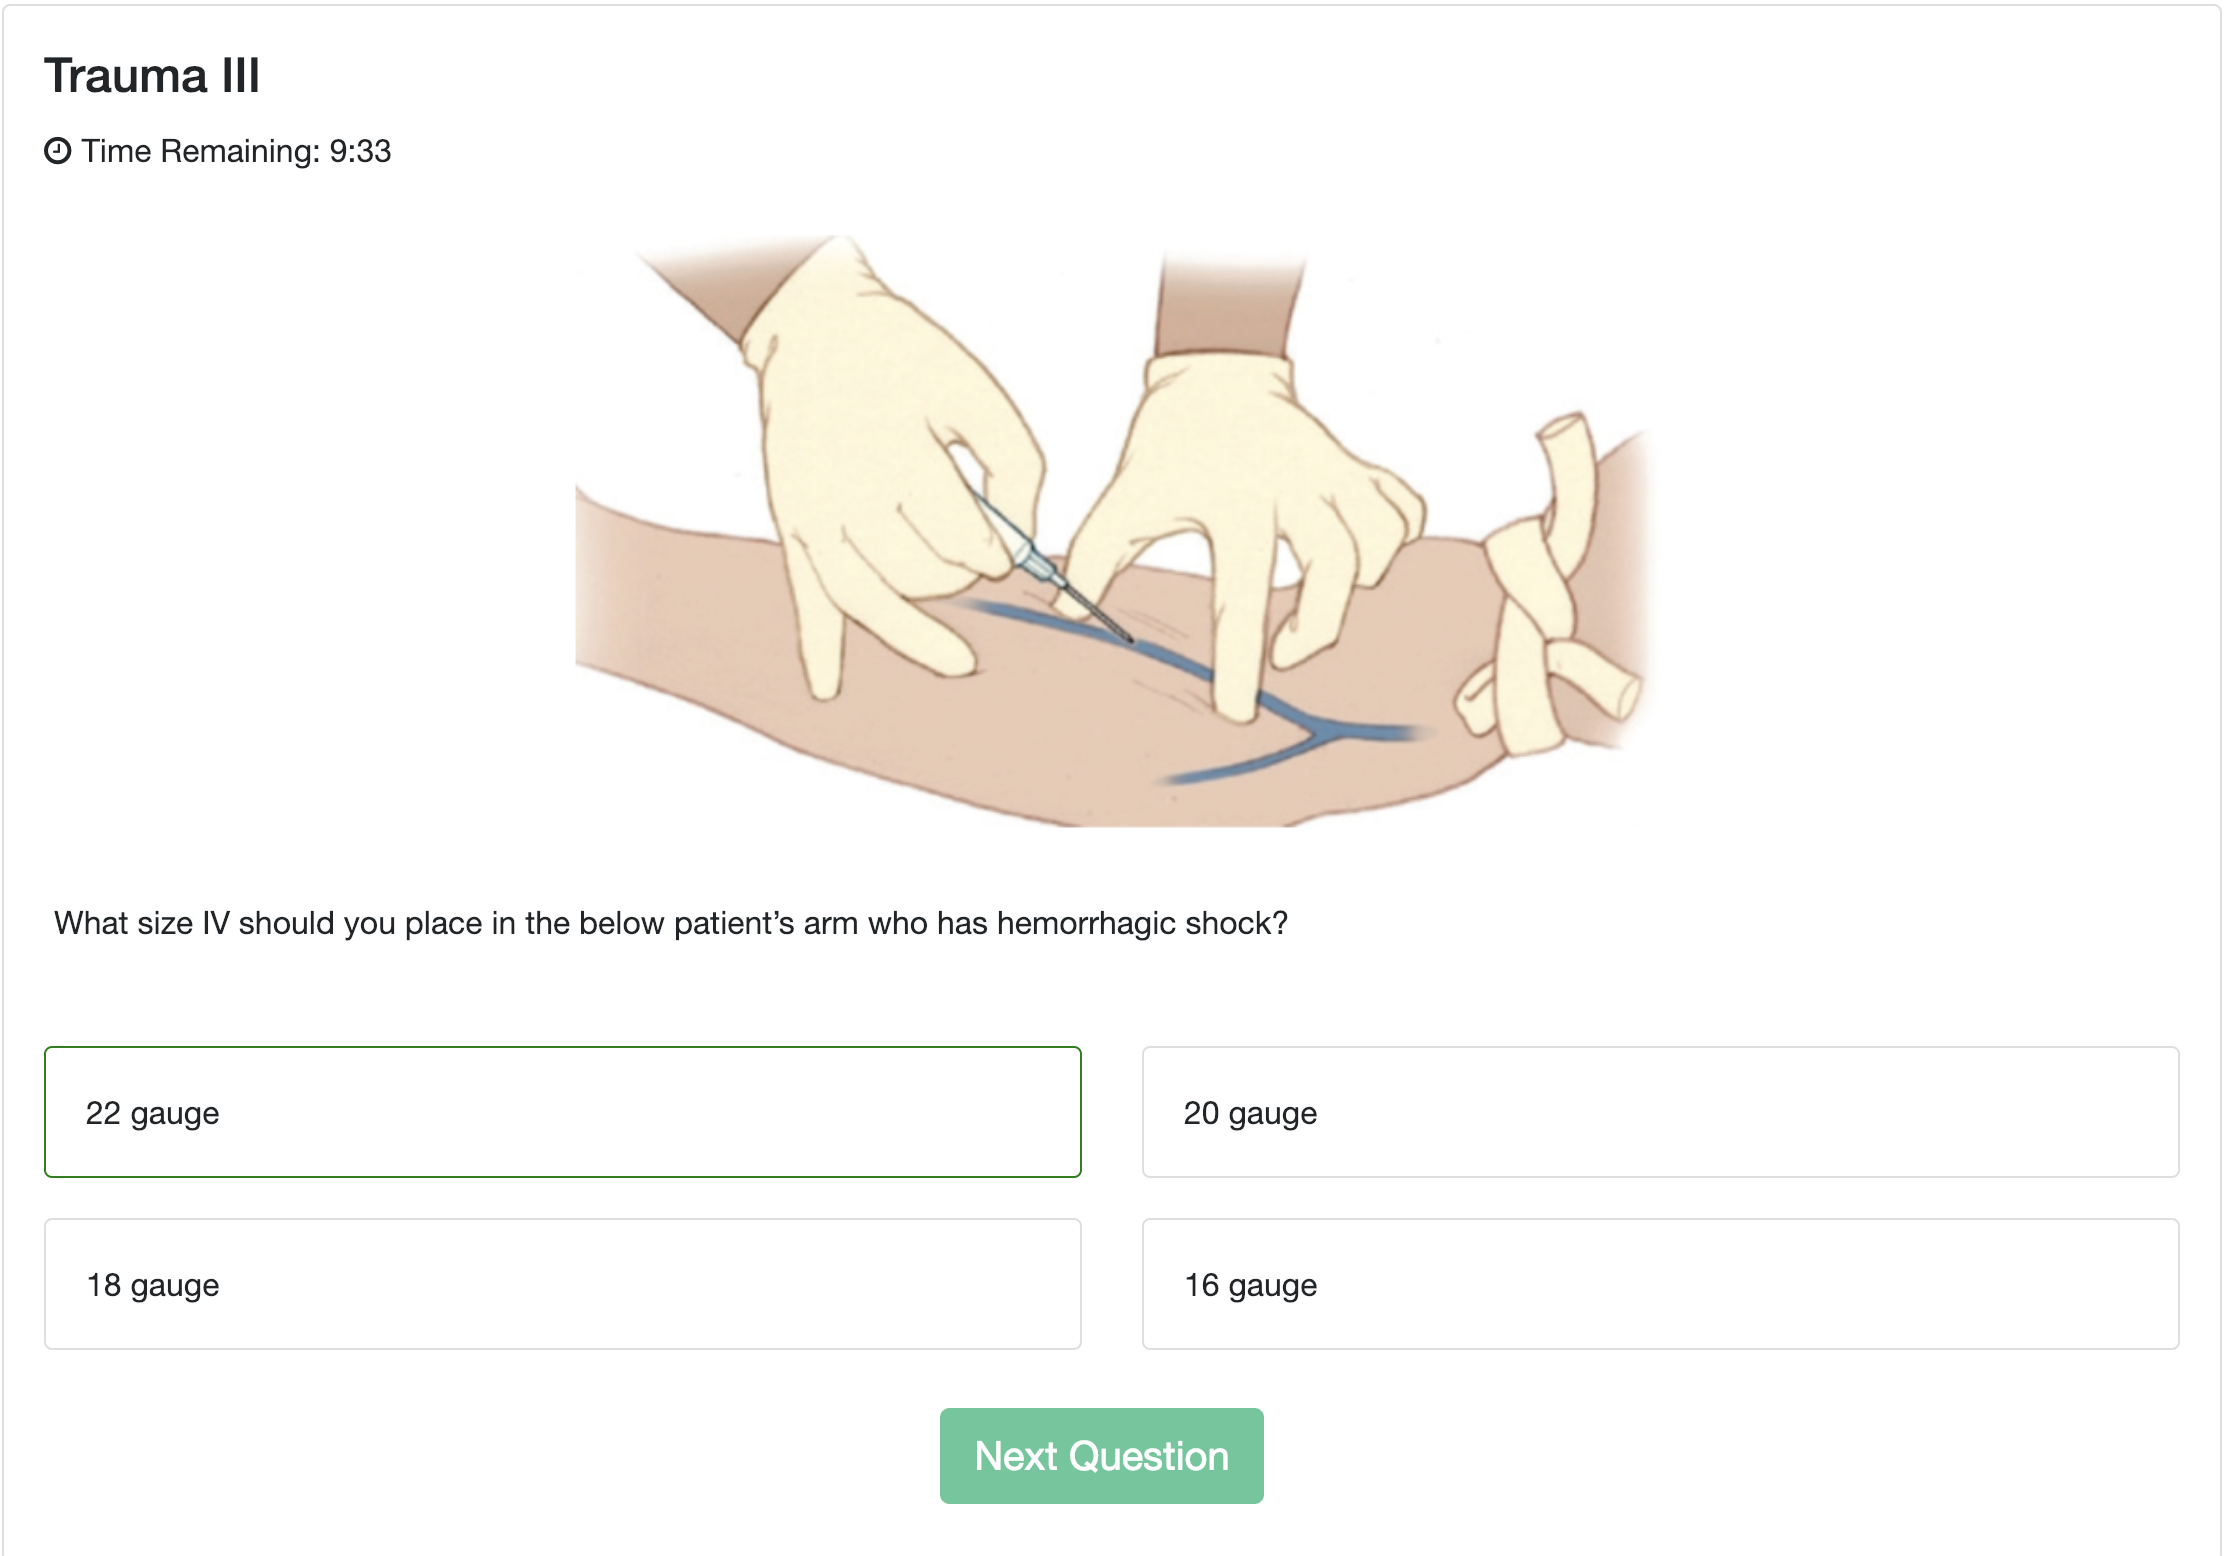 Trauma III
Time Remaining: 9:33
What size IV should you place in the below patient’s arm who has hemorrhagic shock?
22 gauge
20 gauge
18 gauge
16 gauge
Next Question